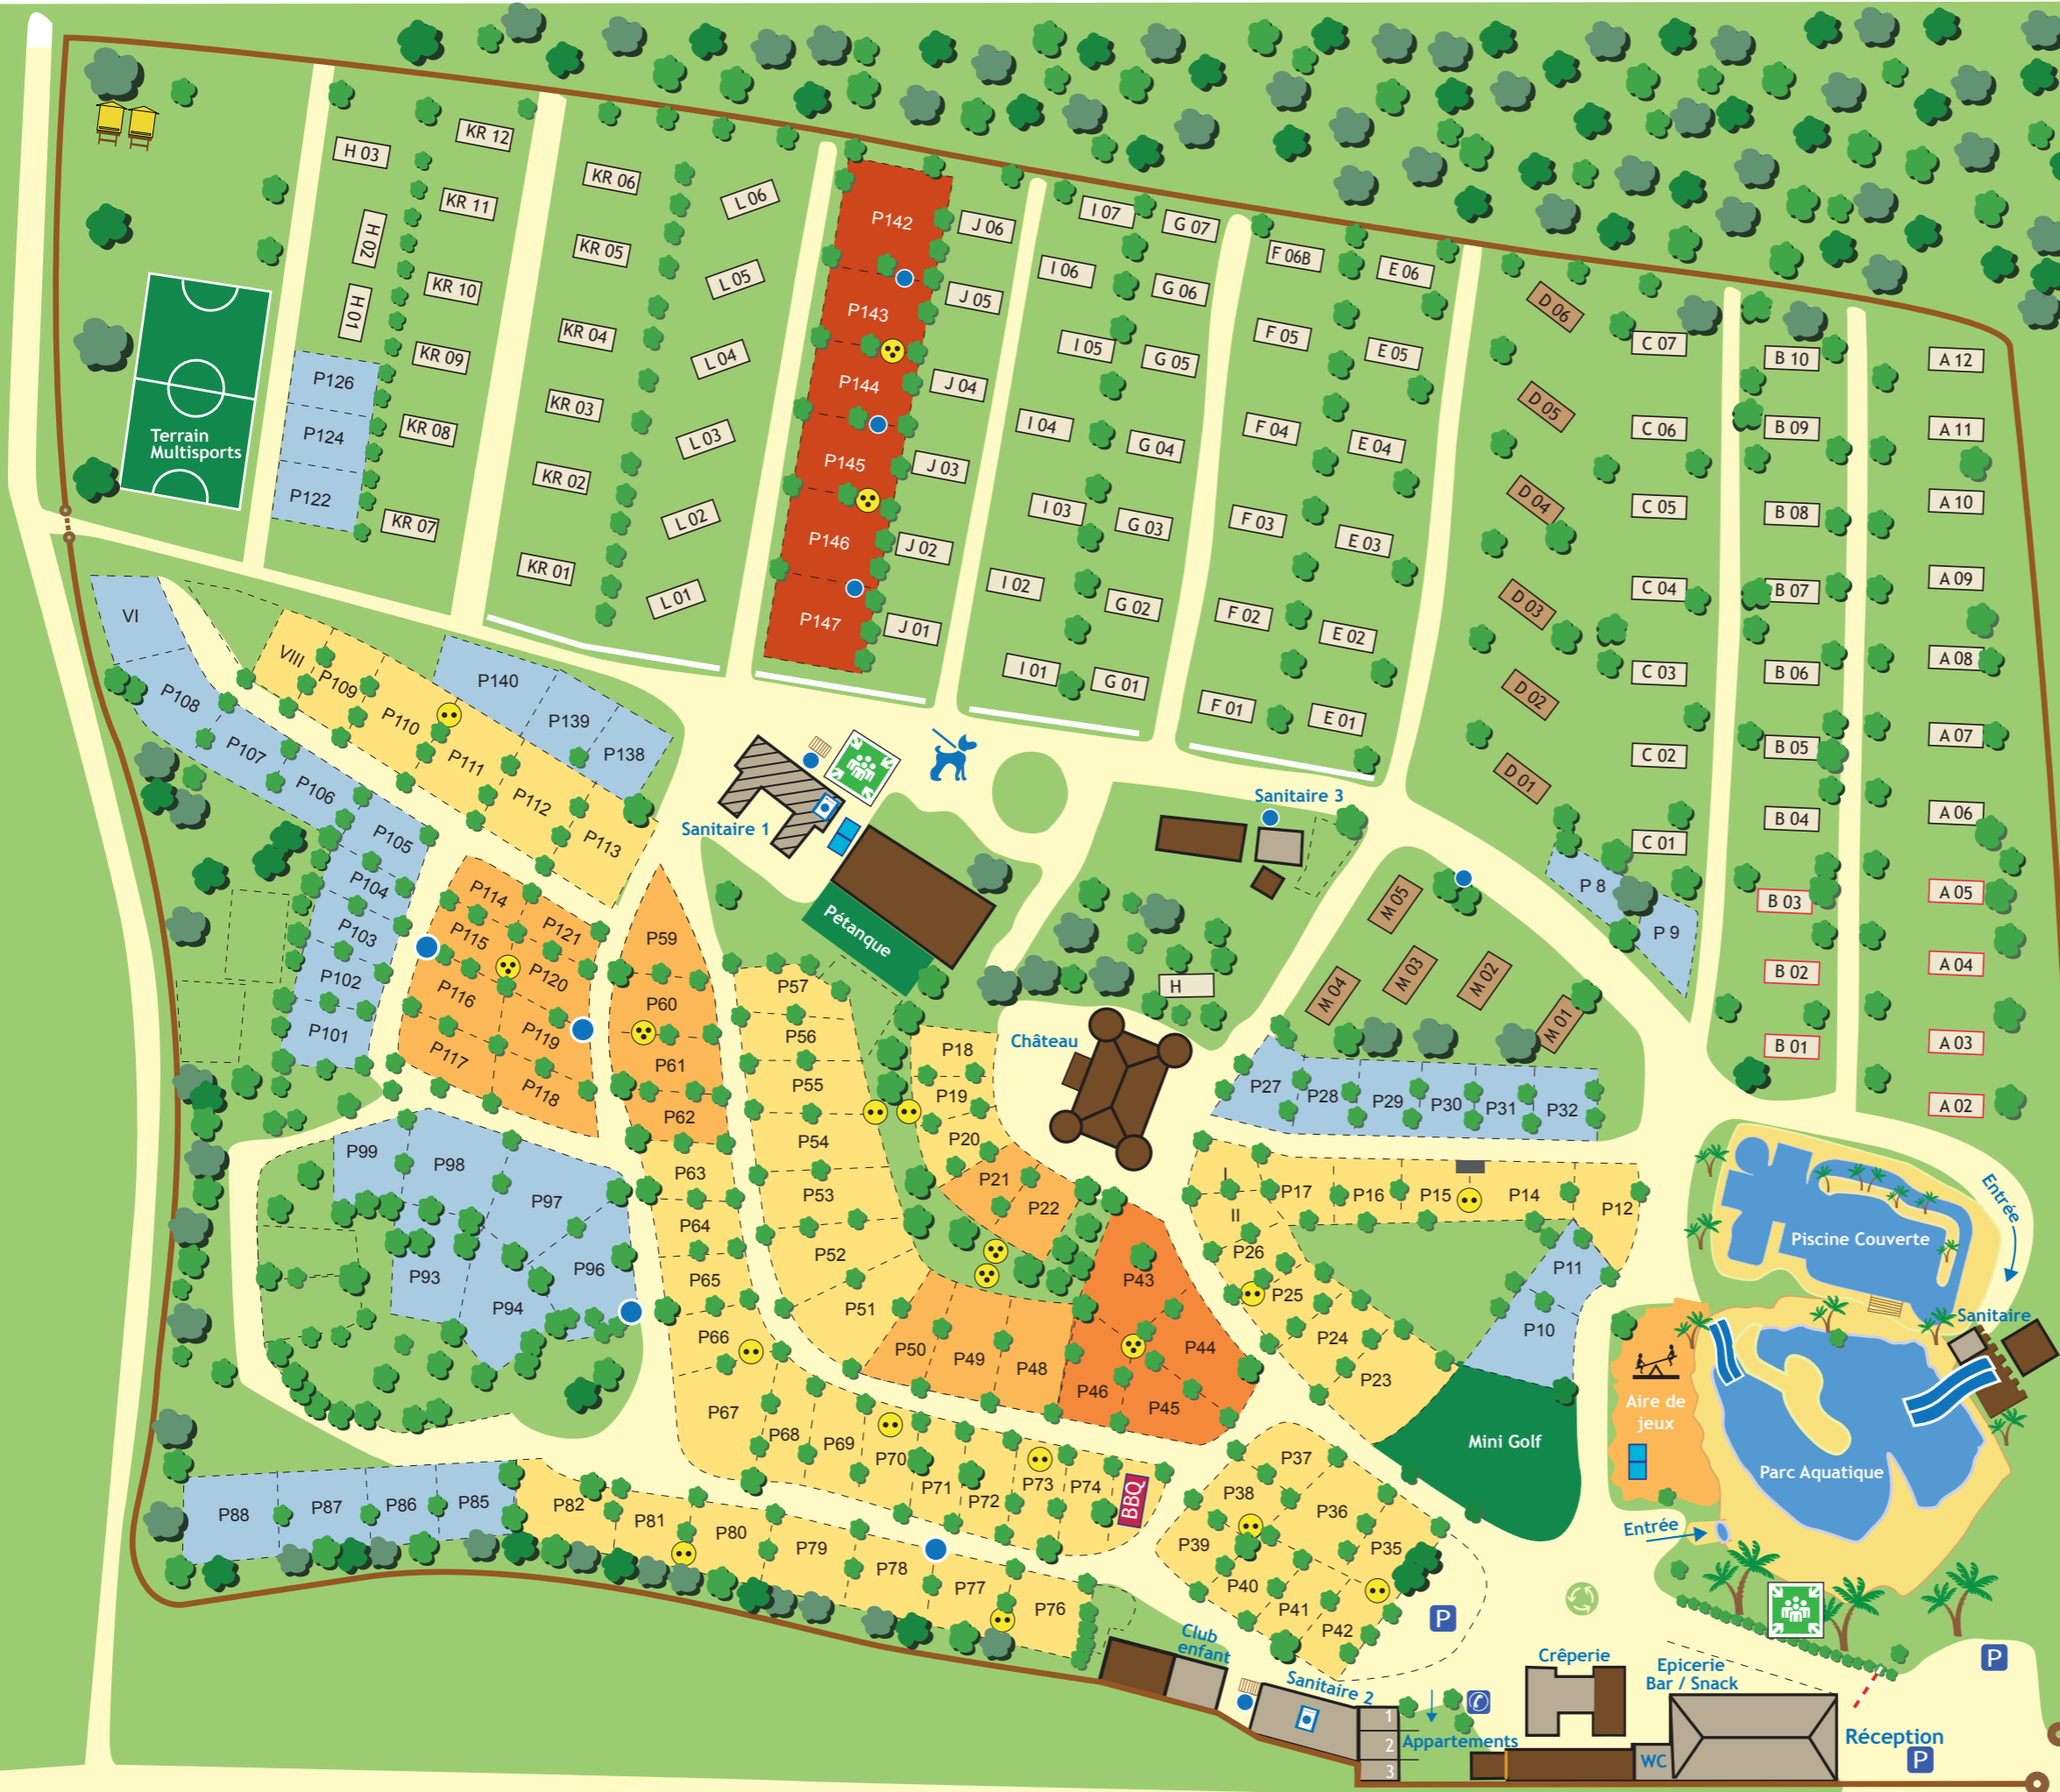 H 03
KR 12
H 02
KR 11
H 01
KR 10
KR 09
KR 08
KR 07
P126
P124
P122
Terrain
Multisports
KR 06
KR 05
KR 04
KR 03
KR 02
KR 01
L 06
L 05
L 04
L 03
L 02
L 01
P142
P143
P144
P145
P146
P147
J 06
J 05
J 04
J 03
J 02
J 01
I 07
I 06
I 05
I 04
I 03
I 02
I 01
G 07
G 06
G 05
G 04
G 03
G 02
G 01
F 06B
F 05
F 04
F 03
F 02
F 01
E 06
E 05
E 04
E 03
E 02
E 01
D 06
D 05
D 04
D 03
D 02
D 01
C 07
C 06
C 05
C 04
C 03
C 02
C 01
B 10
B 09
B 08
B 07
B 06
B 05
B 04
B 03
B 02
B 01
A 12
A 11
A 10
A 09
A 08
A 07
A 06
A 05
A 04
A 03
A 02
VI
P108
P107
P106
P105
P104
P103
P102
P101
VIII
P109
P110
P111
P112
P113
P140
P139
P138
Sanitaire 1
Pétanque
Sanitaire 3
H
P 8
P 9
M 05
M 04
M 03
M 02
M 01
P114
P115
P116
P117
P121
P120
P119
P118
P59
P60
P61
P62
P63
P64
P65
P66
P67
P57
P56
P55
P54
P53
P52
P51
P18
P19
P20
P21
P22
Château
P27
P28
P29
P30
P31
P32
I
II
P17
P16
P15
P14
P12
P26
P25
P24
P23
P11
P10
Mini Golf
P99
P98
P97
P96
P93
P94
P50
P49
P48
P43
P44
P46
P45
P68
P69
P70
P71
P72
P73
P74
BBQ
P88
P87
P86
P85
P82
P81
P80
P79
P78
P77
P76
P37
P38
P36
P39
P35
P40
P41
P42
Entrée
Piscine Couverte
Sanitaire
Aire de
jeux
Parc Aquatique
Entrée
P
P
P
Club
enfant
Sanitaire 2
1
2
3
Appartements
Crêperie
Epicerie
Bar / Snack
WC
Réception